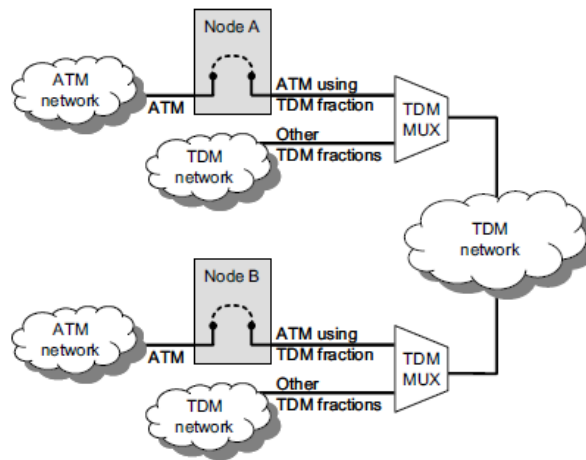 Node A
ATM
network
ATM
ATM using
TDM fraction
TDM
MUX
Other
TDM fractions
TDM
network
TDM
network
Node B
ATM
network
ATM
ATM using
TDM fraction
TDM
MUX
Other
TDM fractions
TDM
network